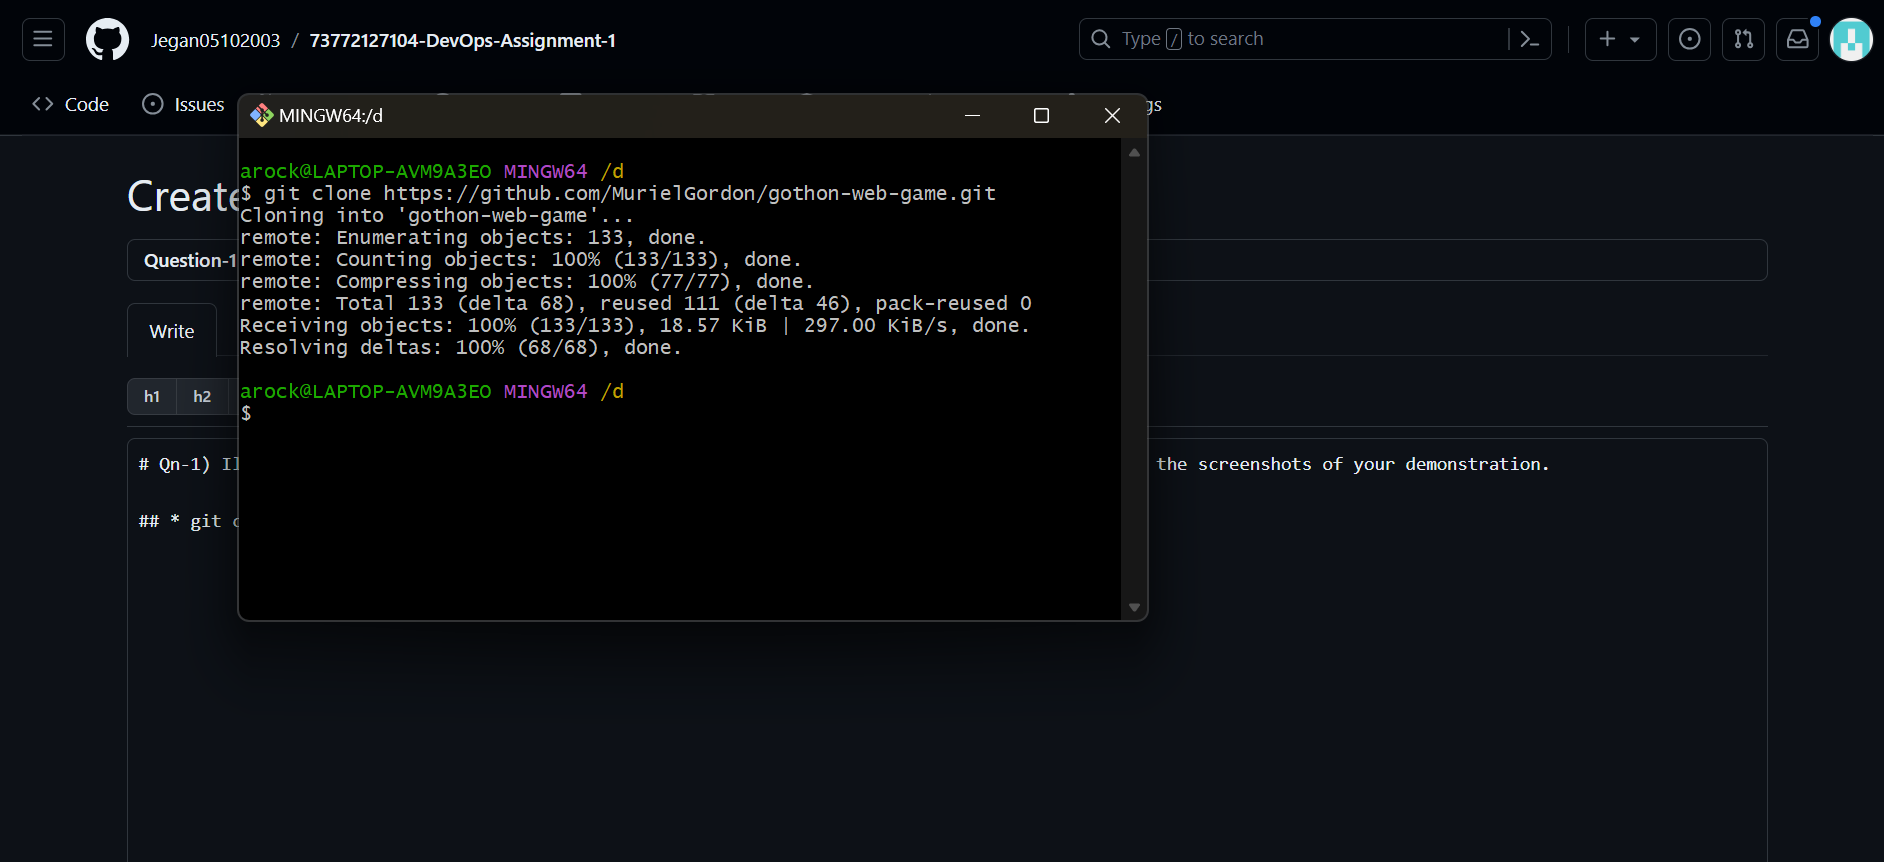 Jegan05102003 / 73772127104-DevOps-Assignment-1
Type / to search
Code
Issues
gs
MINGW64:/d
Create
Question-1
Write
h1
h2
arock@LAPTOP-AVM9A3EO MINGW64 /d
$ git clone https://github.com/MurielGordon/gothon-web-game.git
Cloning into 'gothon-web-game'...
remote: Enumerating objects: 133, done.
remote: Counting objects: 100% (133/133), done.
remote: Compressing objects: 100% (77/77), done.
remote: Total 133 (delta 68), reused 111 (delta 46), pack-reused 0
Receiving objects: 100% (133/133), 18.57 KiB | 297.00 KiB/s, done.
Resolving deltas: 100% (68/68), done.
arock@LAPTOP-AVM9A3EO MINGW64 /d
$
# Qn-1) the screenshots of your demonstration.
## * git